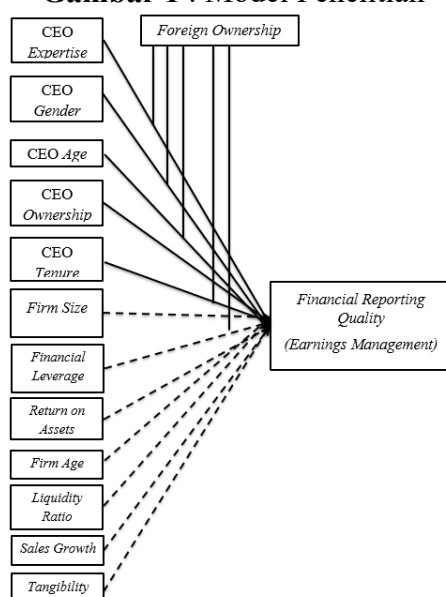 Gambar 1 . Model Penelitian
CEO
Expertise
Foreign Ownership
CEO
Gender
CEO Age
CEO
Ownership
CEO
Tenure
Firm Size
Financial
Leverage
Return on
Assets
Firm Age
Liquidity
Ratio
Sales Growth
Tangibility
Financial Reporting
Quality
(Earnings Management)